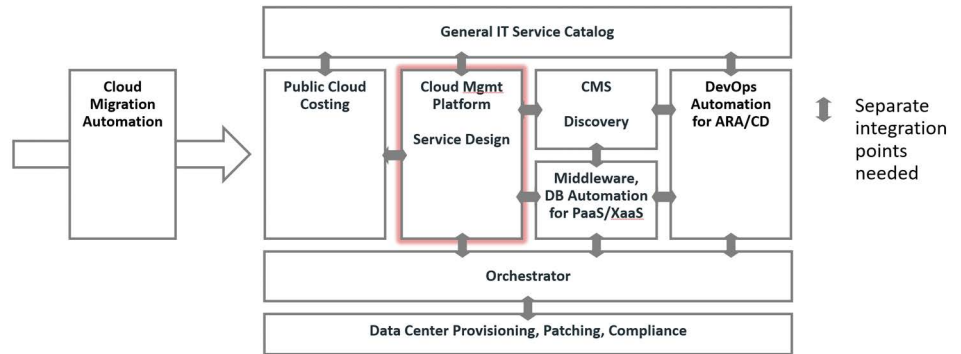 General IT Service Catalog
Cloud
Migration
Automation
Public Cloud
Costing
Cloud Mgmt
Platform
Service Design
CMS
Discovery
Middleware,
DB Automation
for PaaS/XaaS
DevOps
Automation
for ARA/CD
Separate
integration
points
needed
Orchestrator
Data Center Provisioning, Patching, Compliance